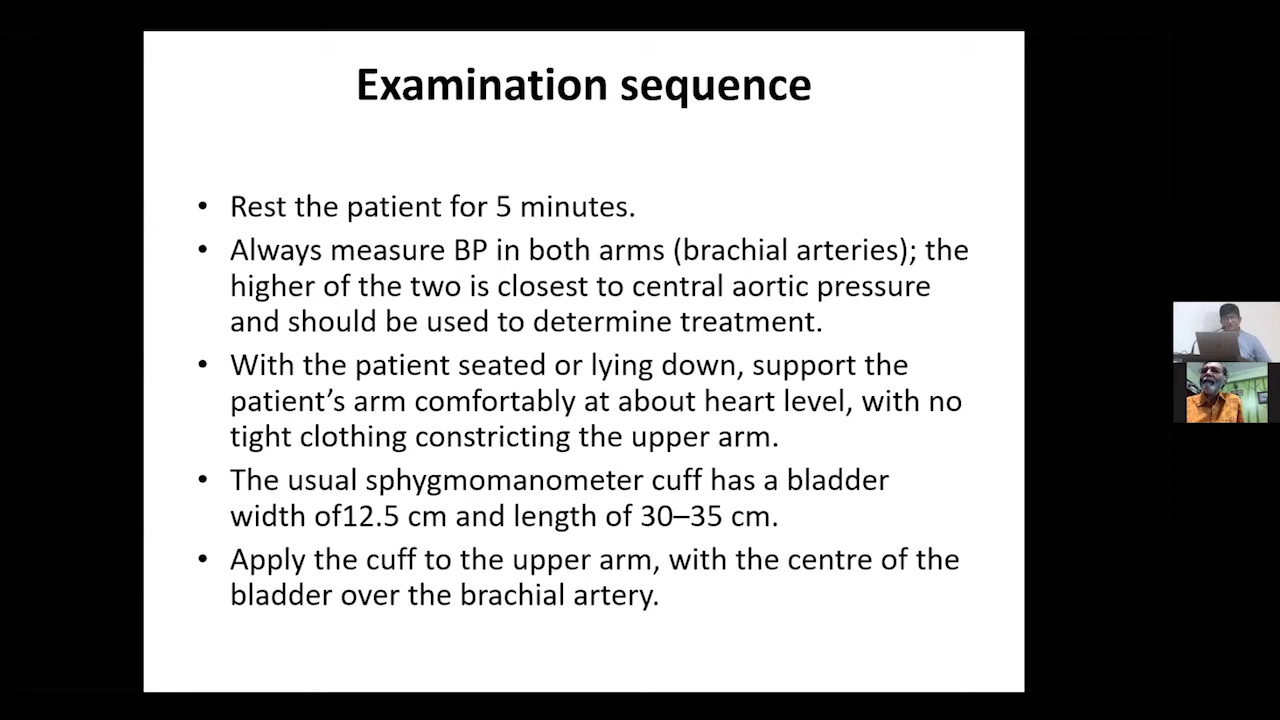 Examination sequence
• Rest the patient for 5 minutes.
• Always measure BP in both arms (brachial arteries); the
higher of the two is closest to central aortic pressure
and should be used to determine treatment.
• With the patient seated or lying down, support the
patient’s arm comfortably at about heart level, with no
tight clothing constricting the upper arm.
• The usual sphygmomanometer cuff has a bladder
width of12.5 cm and length of 30–35 cm.
• Apply the cuff to the upper arm, with the centre of the
bladder over the brachial artery.